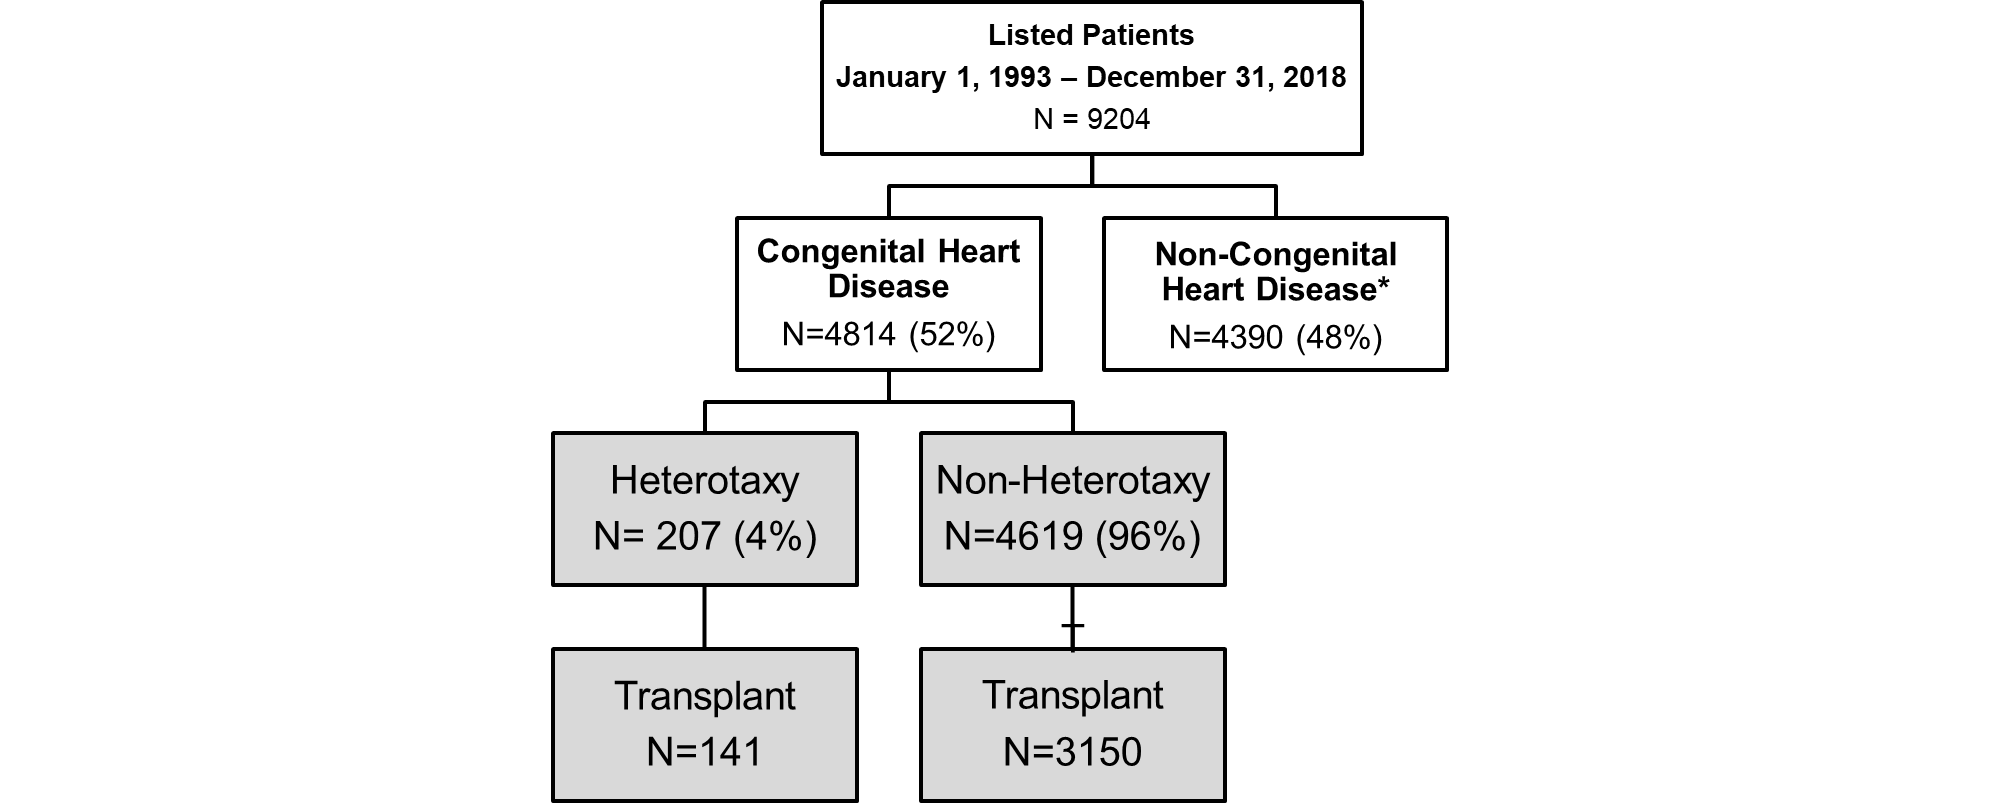 Listed Patients
January 1, 1993 – December 31, 2018
N = 9204
Congenital Heart
Disease
N=4814 (52%)
Non-Congenital
Heart Disease*
N=4390 (48%)
Heterotaxy
N= 207 (4%)
Non-Heterotaxy
N=4619 (96%)
Transplant
N=141
Transplant
N=3150